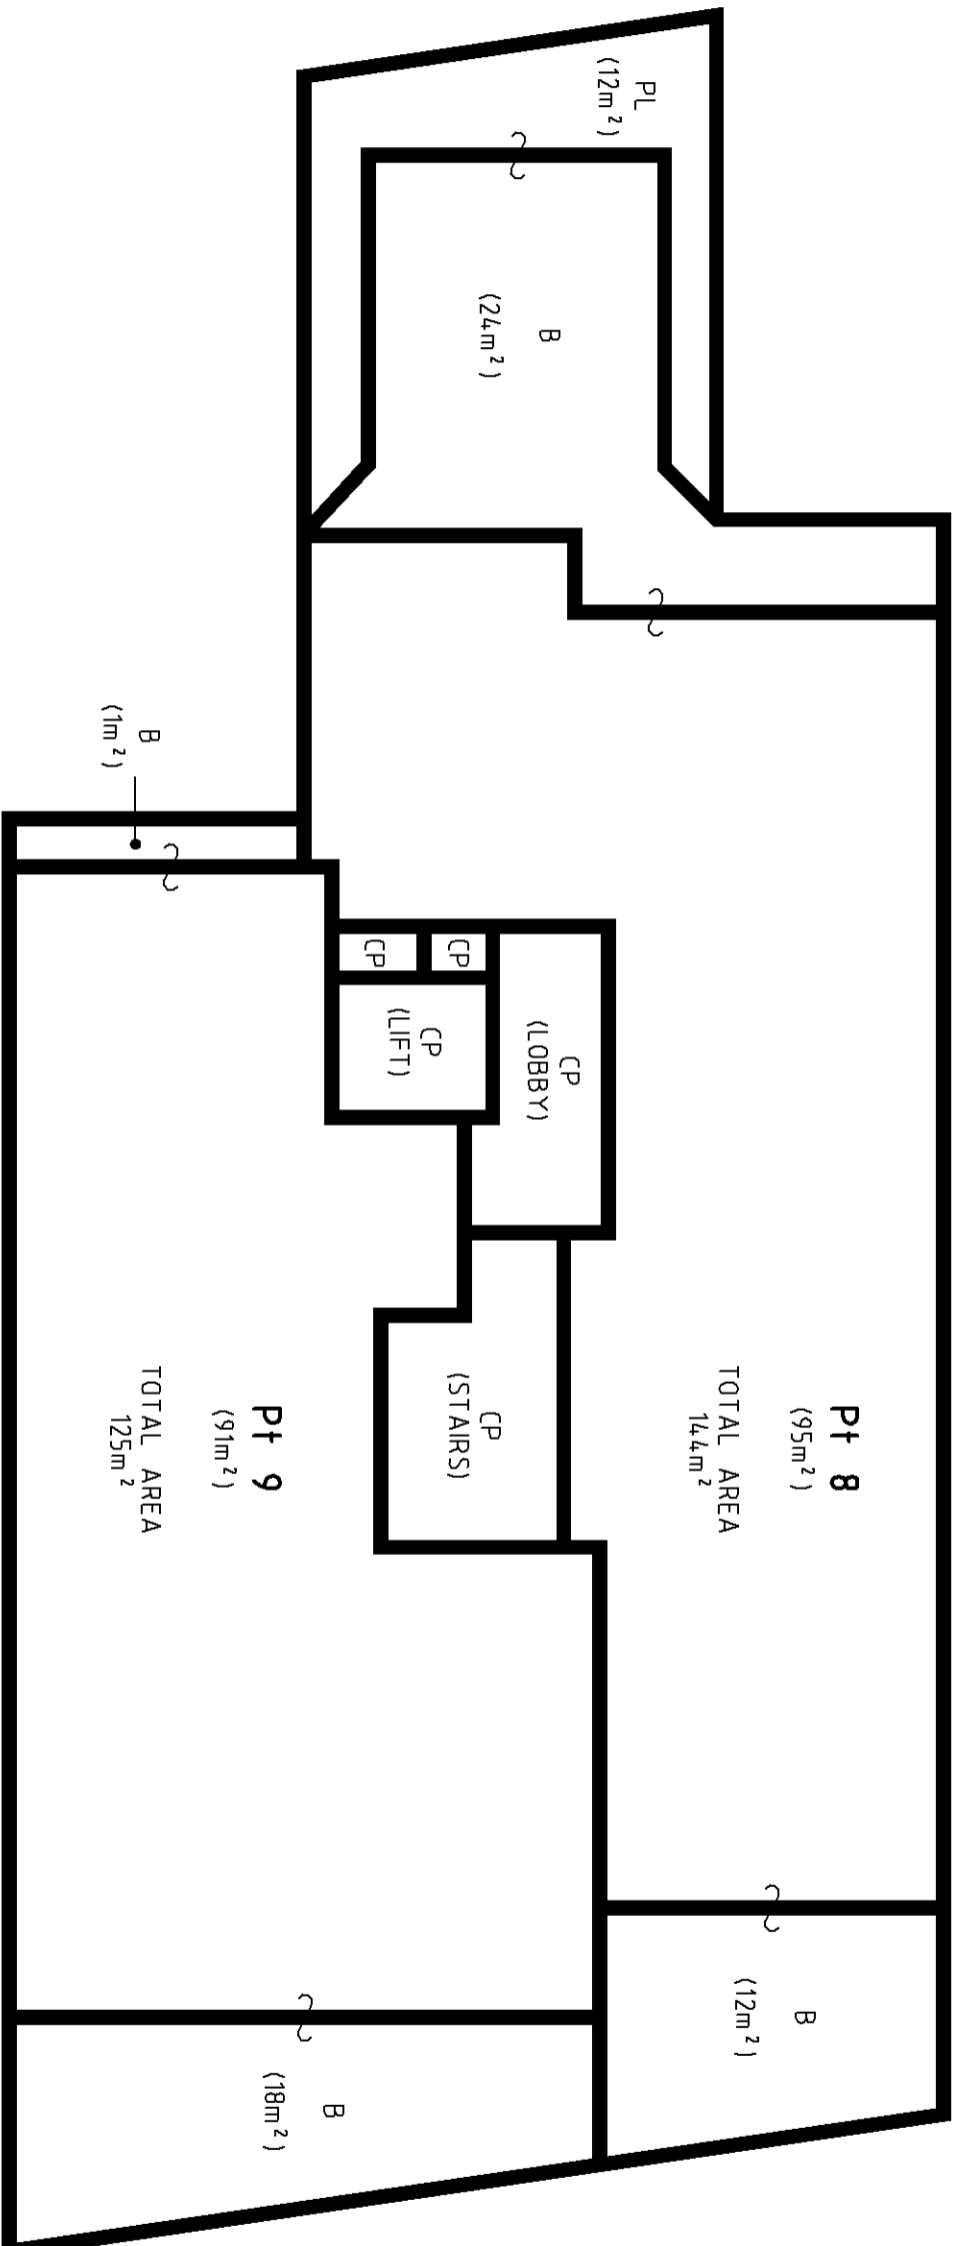 PL
(12m²)
B
(24m²)
B
(1m²)
CP
CP
CP
(LIFT)
CP
(LOBBY)
CP
(STAIRS)
Pt 8
(95m²)
TOTAL AREA
144m²
Pt 9
(91m²)
TOTAL AREA
125m²
B
(12m²)
B
(18m²)